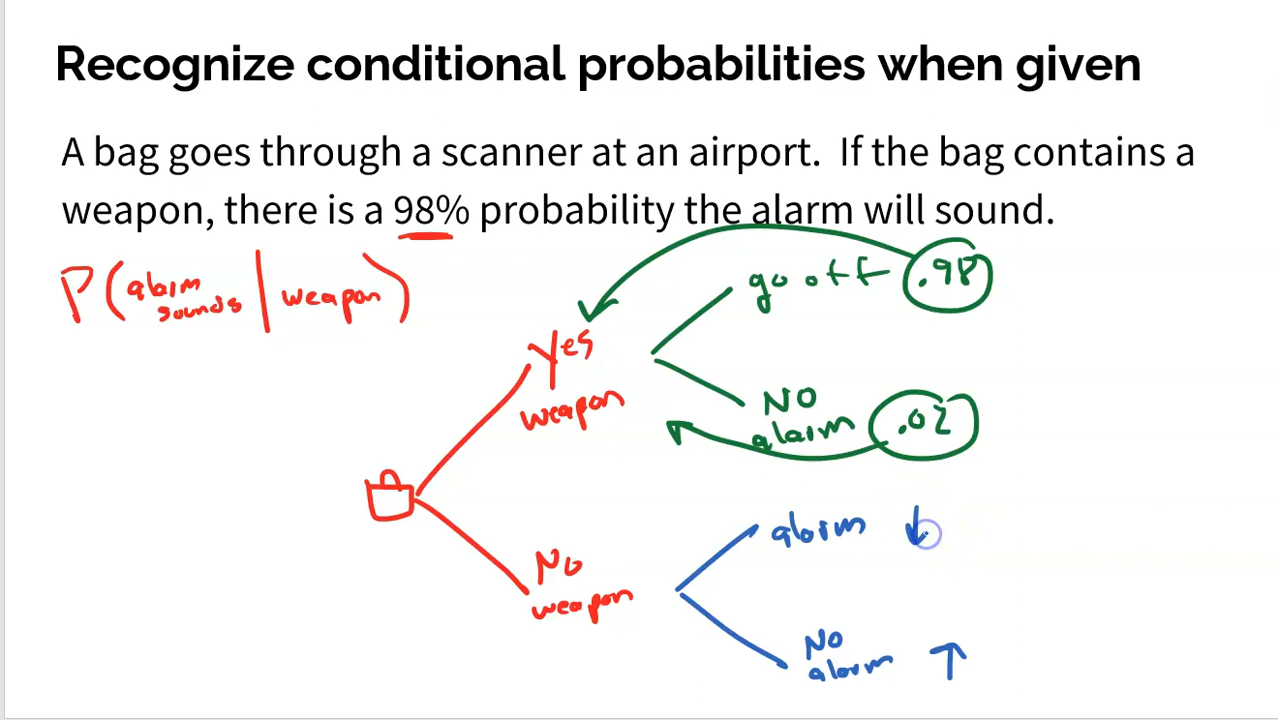 Recognize conditional probabilities when given
A bag goes through a scanner at an airport. If the bag contains a
weapon, there is a 98% probability the alarm will sound.
P(alarm sounds | weapon)
go off .98
Yes
weapon
No
alarm .02
alarm ↓
No
weapon
No
alarm ↑